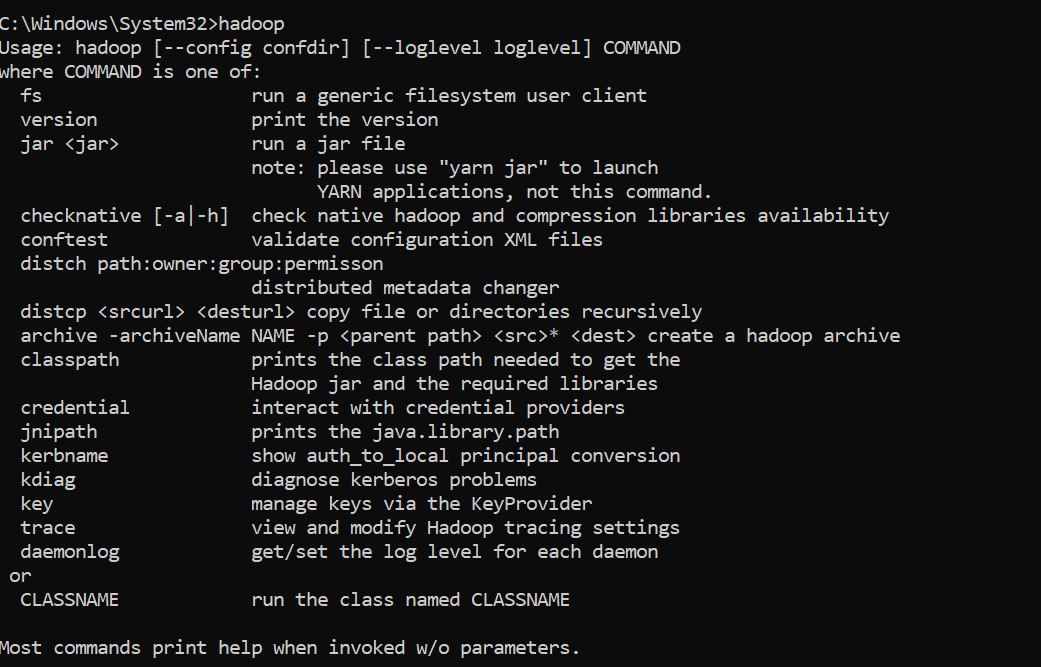 C:\Windows\System32>hadoop
Usage: hadoop [--config confdir] [--loglevel loglevel] COMMAND
where COMMAND is one of:
  fs                   run a generic filesystem user client
  version              print the version
  jar <jar>            run a jar file
                       note: please use "yarn jar" to launch
                             YARN applications, not this command.
  checknative [-a|-h]  check native hadoop and compression libraries availability
  conftest             validate configuration XML files
  distch path:owner:group:permisson
                       distributed metadata changer
  distcp <srcurl> <desturl> copy file or directories recursively
  archive -archiveName NAME -p <parent path> <src>* <dest> create a hadoop archive
  classpath            prints the class path needed to get the
                       Hadoop jar and the required libraries
  credential           interact with credential providers
  jnipath              prints the java.library.path
  kerbname             show auth_to_local principal conversion
  kdiag                diagnose kerberos problems
  key                  manage keys via the KeyProvider
  trace                view and modify Hadoop tracing settings
  daemonlog            get/set the log level for each daemon
 or
  CLASSNAME            run the class named CLASSNAME

Most commands print help when invoked w/o parameters.